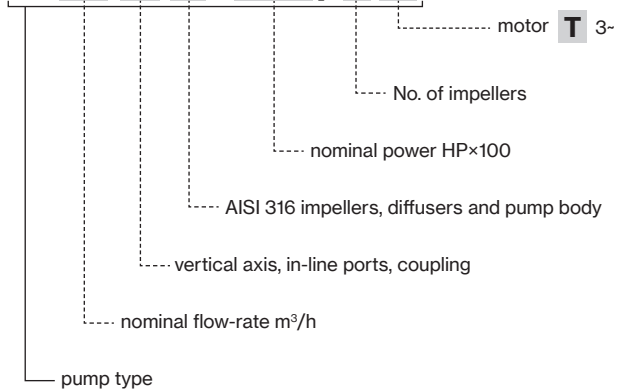 motor T 3~
No. of impellers
nominal power HP×100
AISI 316 impellers, diffusers and pump body
vertical axis, in-line ports, coupling
nominal flow-rate m³/h
pump type